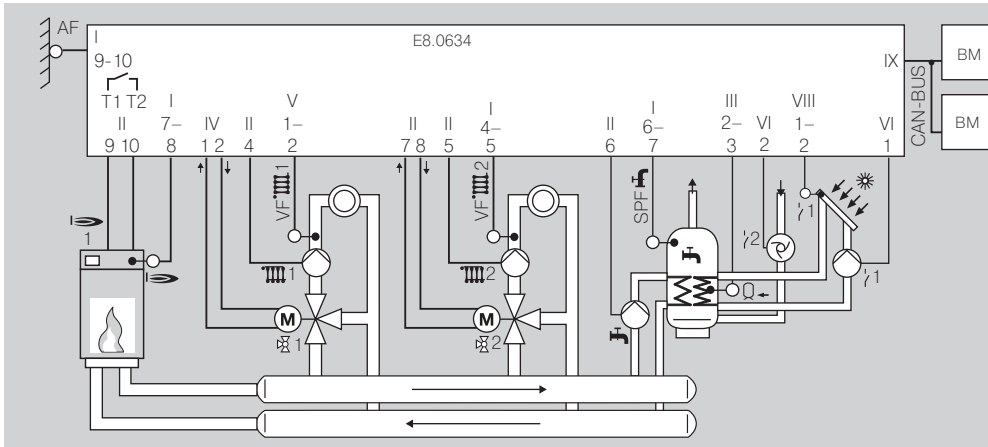 AF
I
E8.0634
9-10
IX
BM
T1 T2
CAN-BUS
I
V
I
I
III
VIII
II
7–
IV
II
1–
II
II
4–
II
6–
2–
VI
1–
VI
BM
9 10
8
1 2
4
2
7 8
5
5
6
7
3
2
2
1
VF 1
VF 2
SPF
1
1
2
1
2
1
M
M
1
2